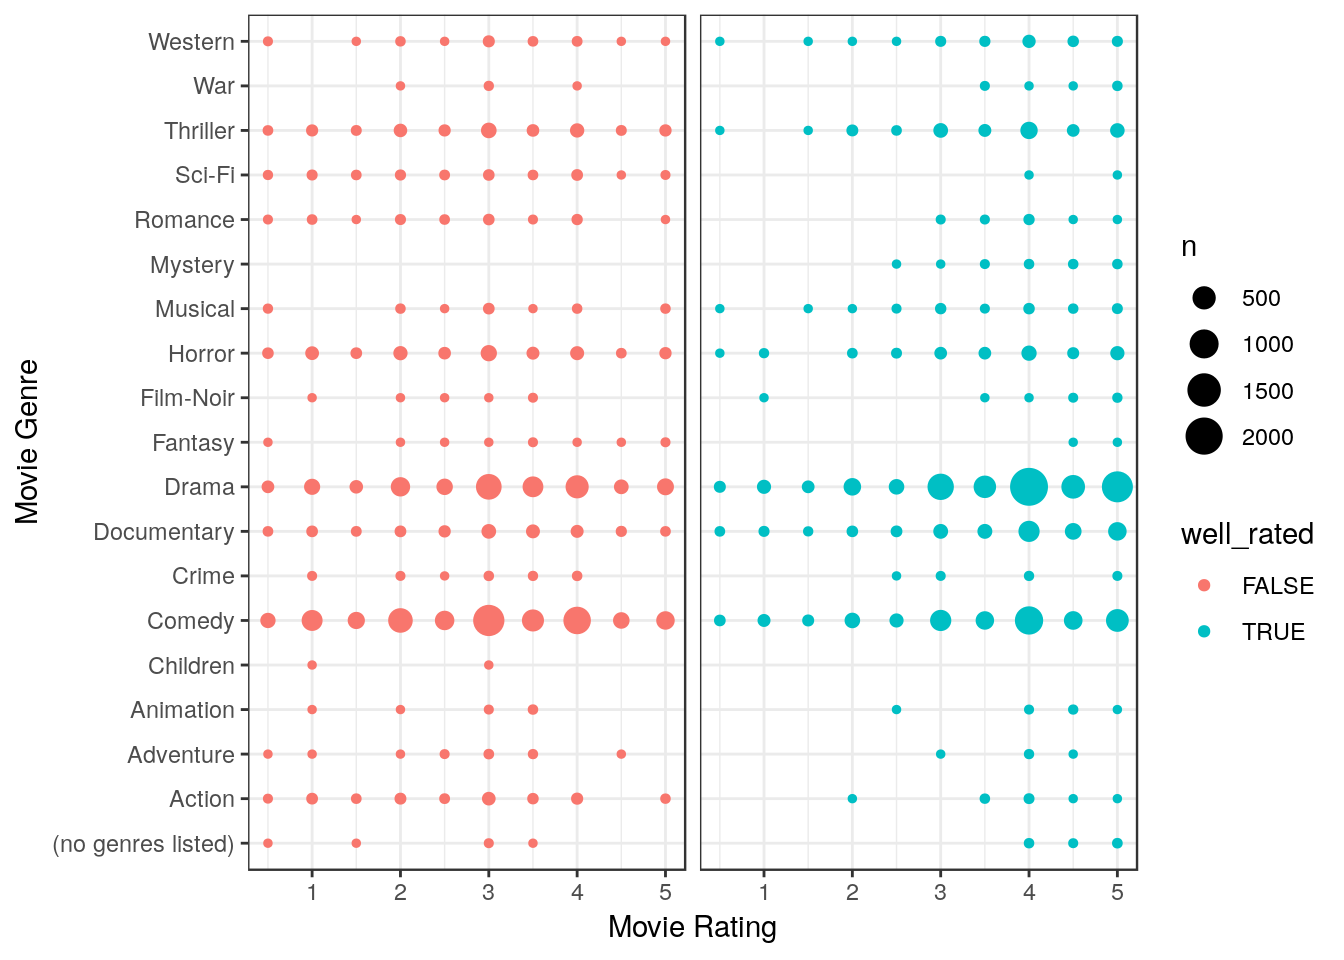 Western
War
Thriller
Sci-Fi
Romance
Mystery
Musical
Horror
Film-Noir
Fantasy
Drama
Documentary
Crime
Comedy
Children
Animation
Adventure
Action
(no genres listed)
Movie Genre
1 2 3 4 5
1 2 3 4 5
Movie Rating
n
500
1000
1500
2000
well_rated
FALSE
TRUE